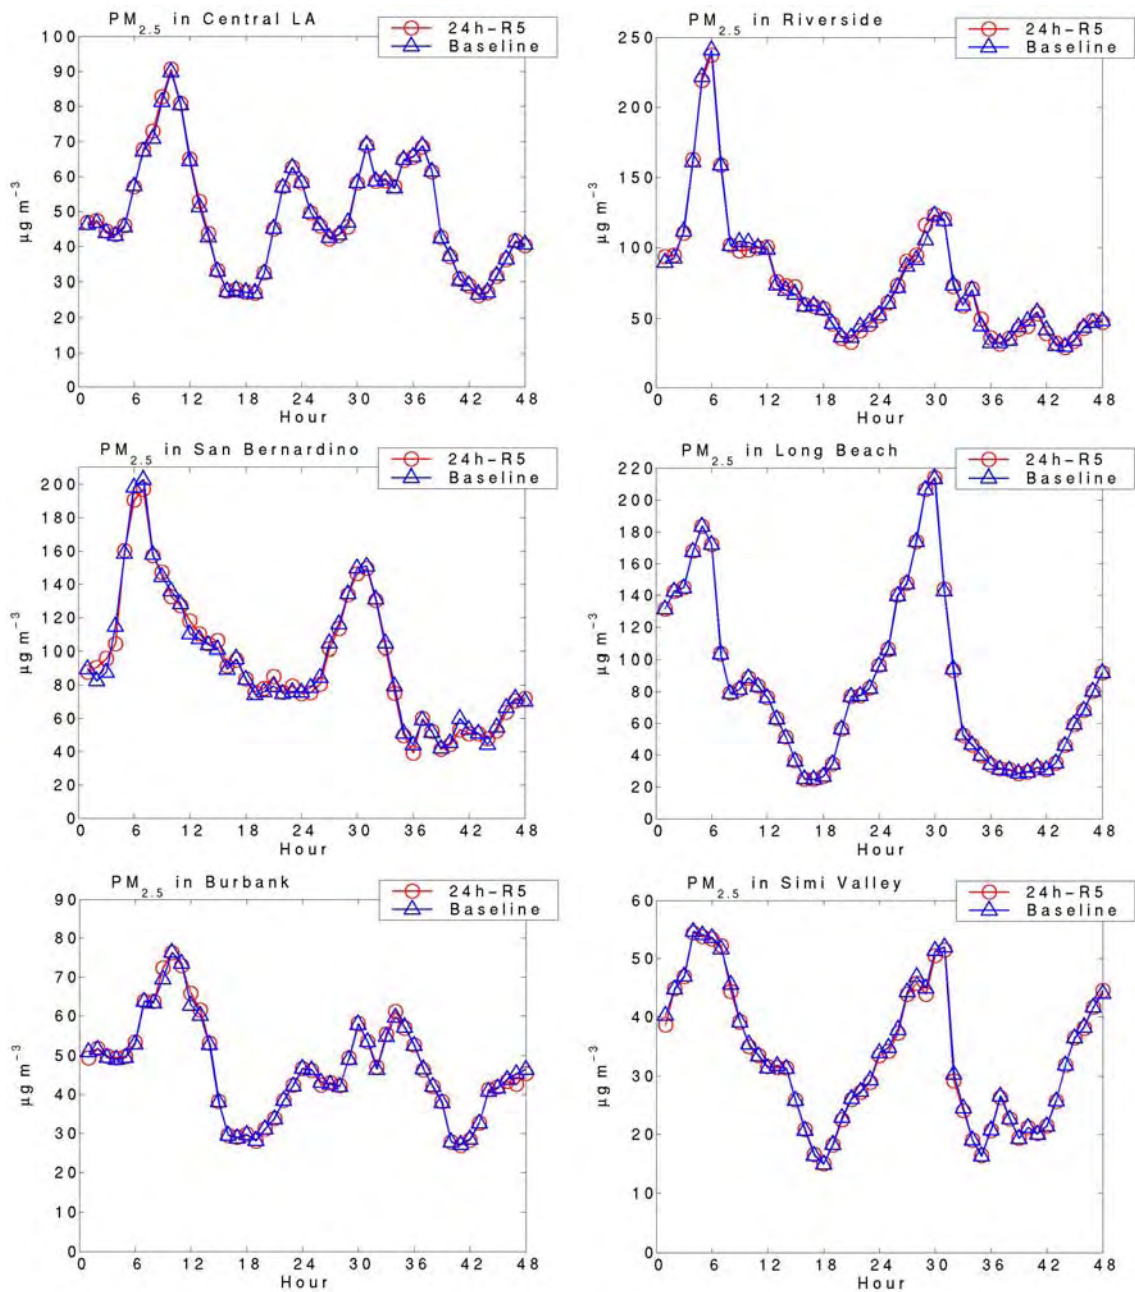 PM2.5 in Central LA
24h-R5
Baseline
100
90
80
70
60
50
40
30
20
10
0
µg m−3
0 6 12 18 24 30 36 42 48
Hour
PM2.5 in Riverside
24h-R5
Baseline
250
200
150
100
50
0
µg m−3
0 6 12 18 24 30 36 42 48
Hour
PM2.5 in San Bernardino
24h-R5
Baseline
200
180
160
140
120
100
80
60
40
20
0
µg m−3
0 6 12 18 24 30 36 42 48
Hour
PM2.5 in Long Beach
24h-R5
Baseline
220
200
180
160
140
120
100
80
60
40
20
0
µg m−3
0 6 12 18 24 30 36 42 48
Hour
PM2.5 in Burbank
24h-R5
Baseline
90
80
70
60
50
40
30
20
10
0
µg m−3
0 6 12 18 24 30 36 42 48
Hour
PM2.5 in Simi Valley
24h-R5
Baseline
60
50
40
30
20
10
0
µg m−3
0 6 12 18 24 30 36 42 48
Hour